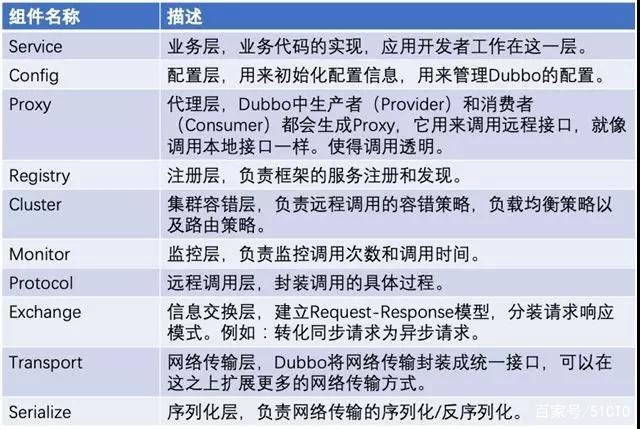 组件名称 描述
Service 业务层，业务代码的实现，应用开发者工作在这一层。
Config 配置层，用来初始化配置信息，用来管理Dubbo的配置。
Proxy 代理层，Dubbo中生产者（Provider）和消费者
（Consumer）都会生成Proxy，它用来调用远程接口，就像
调用本地接口一样。使得调用透明。
Registry 注册层，负责框架的服务注册和发现。
Cluster 集群容错层，负责远程调用的容错策略，负载均衡策略以
及路由策略。
Monitor 监控层，负责监控调用次数和调用时间。
Protocol 远程调用层，封装调用的具体过程。
Exchange 信息交换层，建立Request-Response模型，分装请求响应
模式。例如：转化同步请求为异步请求。
Transport 网络传输层，Dubbo将网络传输封装成统一接口，可以在
这之上扩展更多的网络传输方式。
Serialize 序列化层，负责网络传输的序列化/反序列化。
百家号/51CTO